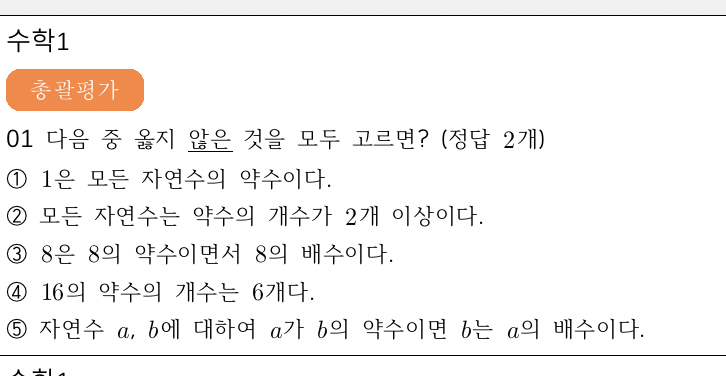 수학1
총괄평가
01 다음 중 옳지 않은 것을 모두 고르면? (정답 2개)
① 1은 모든 자연수의 약수이다.
② 모든 자연수는 약수의 개수가 2개 이상이다.
③ 8은 8의 약수이면서 8의 배수이다.
④ 16의 약수의 개수는 6개다.
⑤ 자연수 a, b에 대하여 a가 b의 약수이면 b는 a의 배수이다.